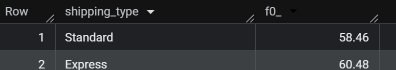 Row shipping_type f0_
1 Standard 58.46
2 Express 60.48